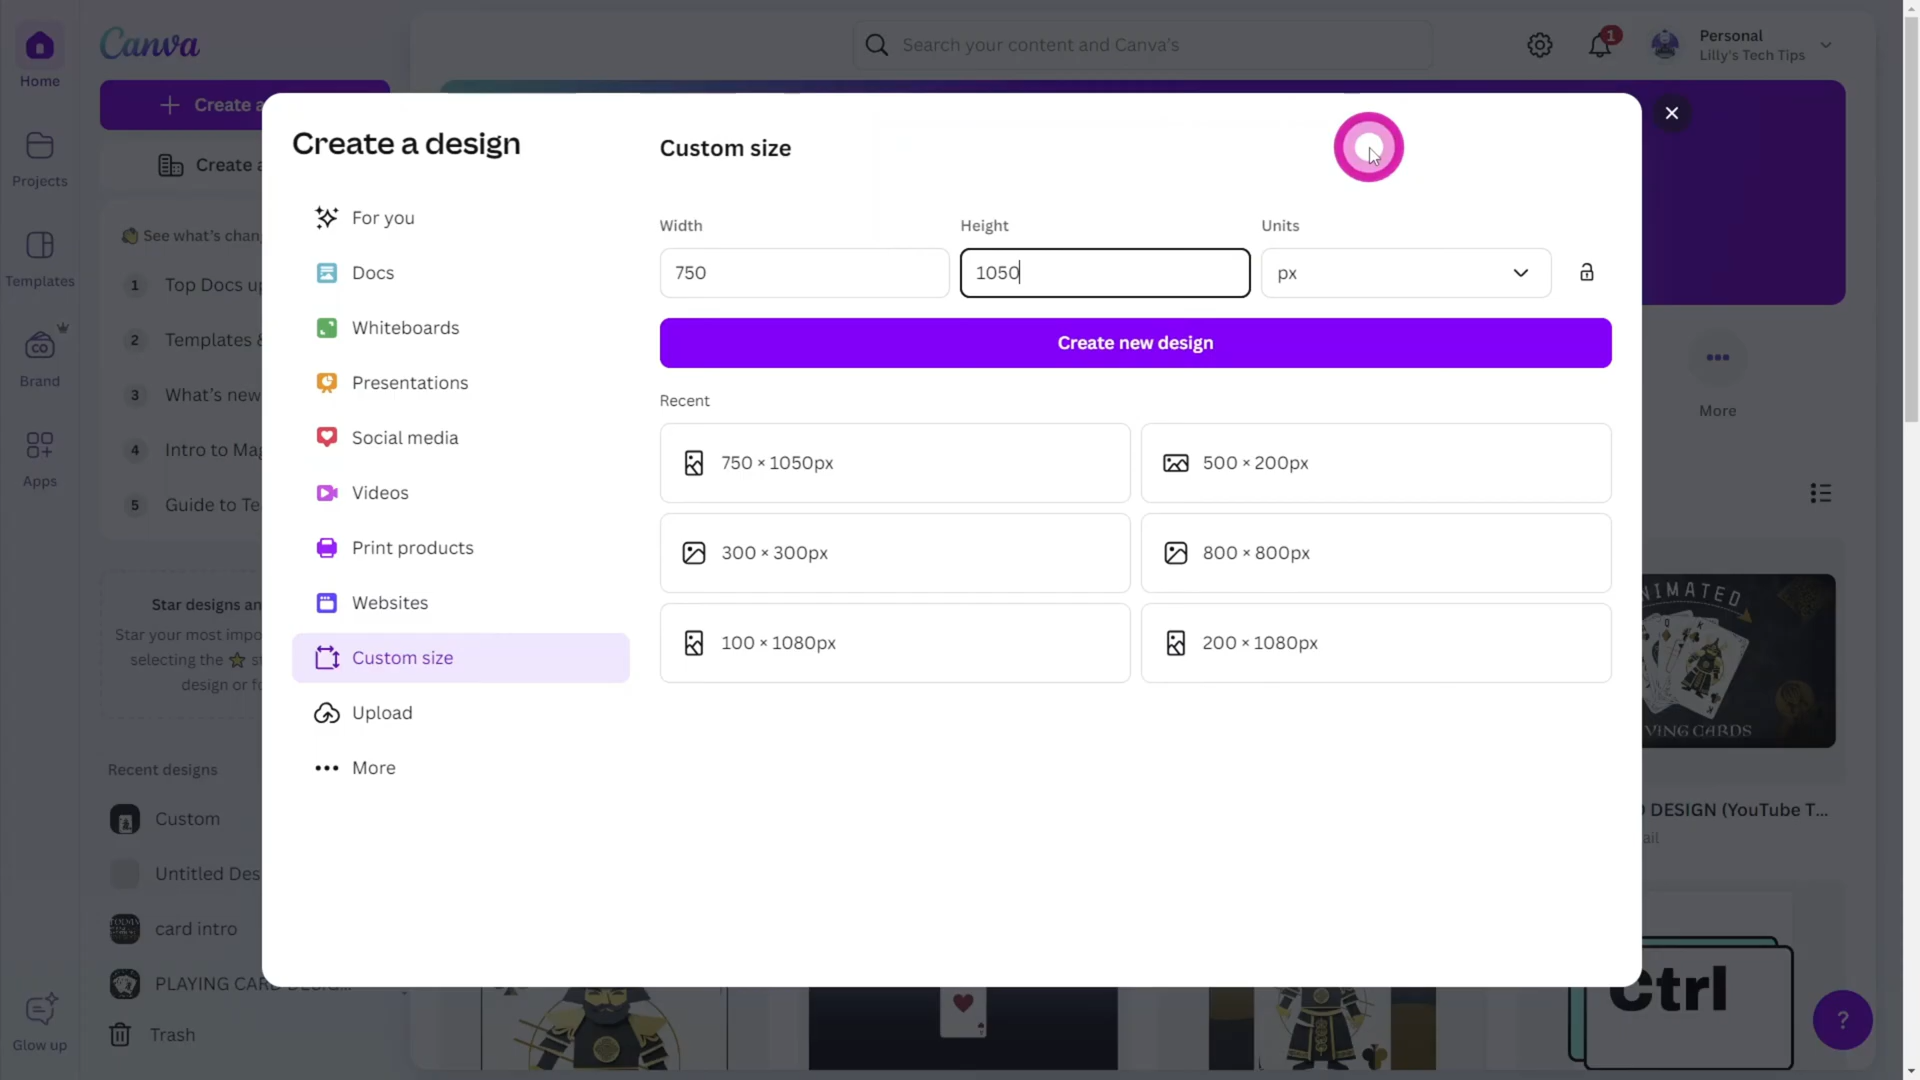 Canva
Search your content and Canva's
1
Personal
Lilly's Tech Tips
Home
Projects
Templates
Brand
CO
Apps
Glow up
Create a
Create a
See what's chan
1 Top Docs u
2 Templates &
3 What's new
4 Intro to Ma
5 Guide to Te
Star designs an
Star your most impo
selecting the
design or fo
Recent designs
Custom
Untitled Des
card intro
PLAYING CARD DESIG...
Trash
Create a design
For you
Docs
Whiteboards
Presentations
Social media
Videos
Print products
Websites
Custom size
Upload
More
Custom size
Width
Height
Units
750
1050
px
Create new design
Recent
750 × 1050px
500 × 200px
300 × 300px
800 × 800px
100 × 1080px
200 × 1080px
More
NIMATED
YING CARDS
DESIGN (YouTube T...
ail
Ctrl
?